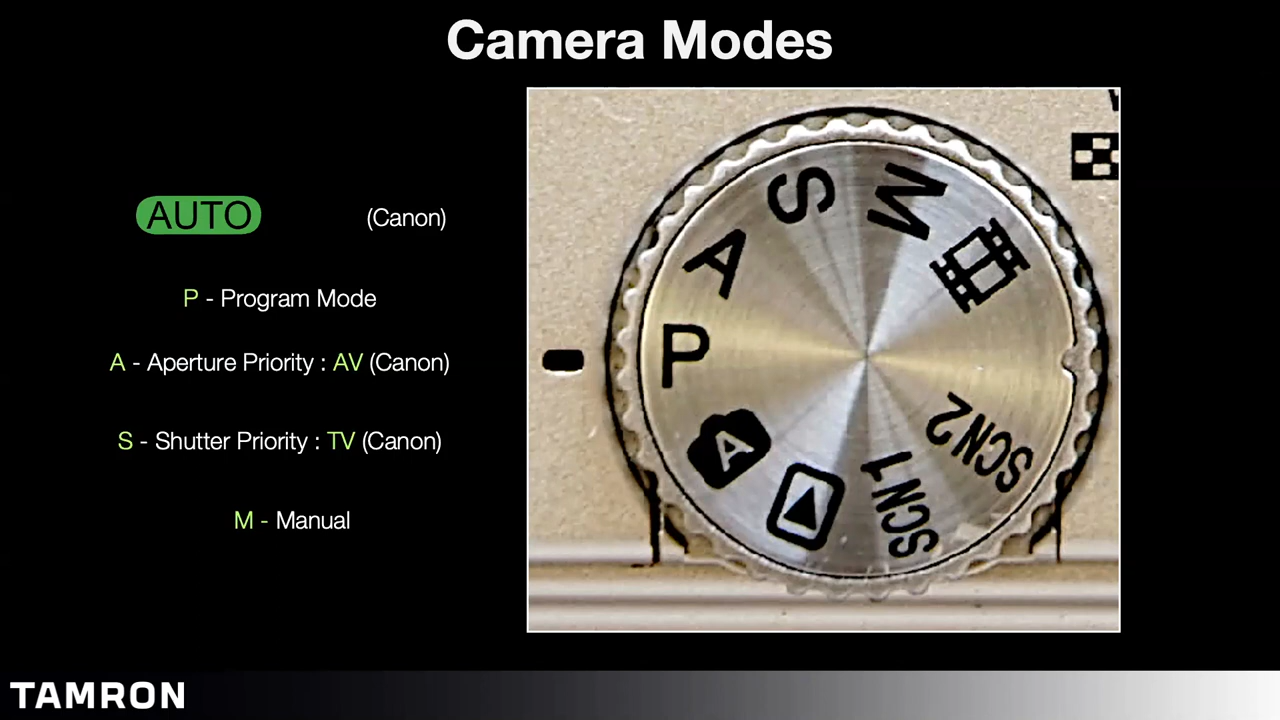 Camera Modes
AUTO (Canon)
P - Program Mode
A - Aperture Priority : AV (Canon)
S - Shutter Priority : TV (Canon)
M - Manual
S
M
A
P
A
SCN1
SCN2
TAMRON